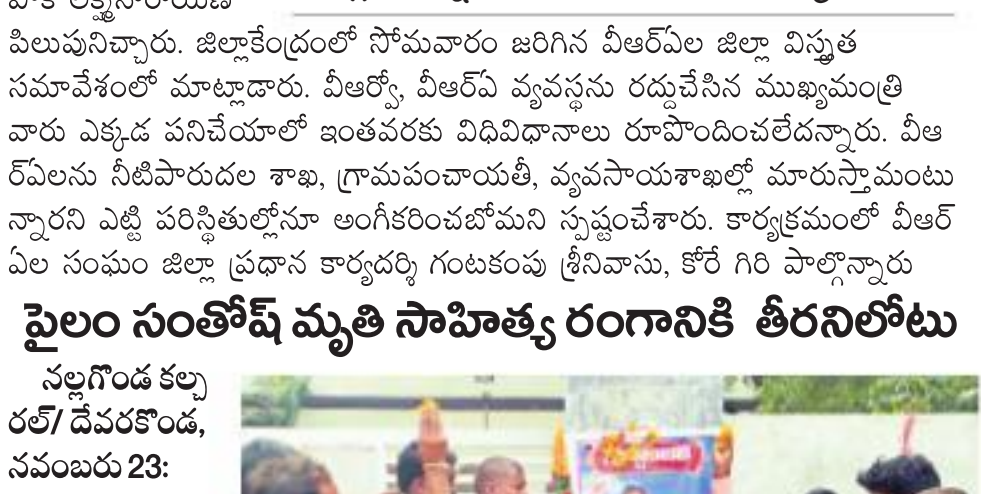 పిలుపునిచ్చారు. జిల్లాకేంద్రంలో సోమవారం జరిగిన వీఆర్ఏల జిల్లా విస్తృత
సమావేశంలో మాట్లాడారు. వీఆర్వో, వీఆర్ఏ వ్యవస్థను రద్దుచేసిన ముఖ్యమంత్రి
వారు ఎక్కడ పనిచేయాలో ఇంతవరకు విధివిధానాలు రూపొందించలేదన్నారు. వీఆ
ర్ఏలను నీటిపారుదల శాఖ, గ్రామపంచాయతీ, వ్యవసాయశాఖల్లో మారుస్తామంటు
న్నారని ఎట్టి పరిస్థితుల్లోనూ అంగీకరించబోమని స్పష్టంచేశారు. కార్యక్రమంలో వీఆర్
ఏల సంఘం జిల్లా ప్రధాన కార్యదర్శి గంటకంపు శ్రీనివాసు, కోరే గిరి పాల్గొన్నారు
పైలం సంతోష్ మృతి సాహిత్య రంగానికి తీరనిలోటు
నల్లగొండ కల్చ
రల్/ దేవరకొండ,
నవంబరు 23: